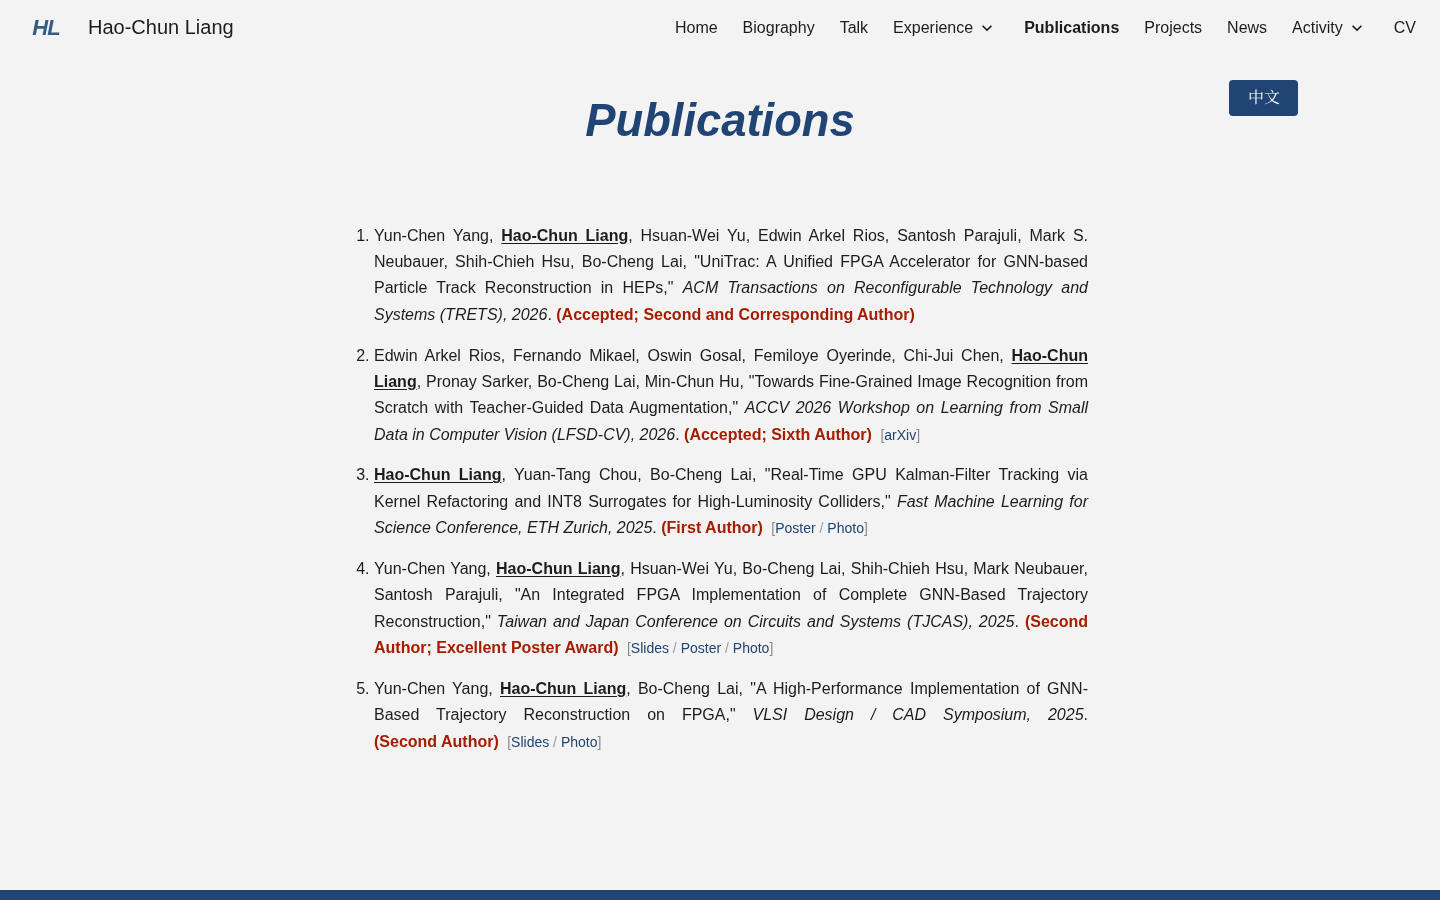 HL Hao-Chun Liang Home Biography Talk Experience Publications Projects News Activity CV
中文
Publications
1. Yun-Chen Yang, Hao-Chun Liang, Hsuan-Wei Yu, Edwin Arkel Rios, Santosh Parajuli, Mark S.
Neubauer, Shih-Chieh Hsu, Bo-Cheng Lai, "UniTrac: A Unified FPGA Accelerator for GNN-based
Particle Track Reconstruction in HEPs," ACM Transactions on Reconfigurable Technology and
Systems (TRETS), 2026. (Accepted; Second and Corresponding Author)
2. Edwin Arkel Rios, Fernando Mikael, Oswin Gosal, Femiloye Oyerinde, Chi-Jui Chen, Hao-Chun
Liang, Pronay Sarker, Bo-Cheng Lai, Min-Chun Hu, "Towards Fine-Grained Image Recognition from
Scratch with Teacher-Guided Data Augmentation," ACCV 2026 Workshop on Learning from Small
Data in Computer Vision (LFSD-CV), 2026. (Accepted; Sixth Author) [arXiv]
3. Hao-Chun Liang, Yuan-Tang Chou, Bo-Cheng Lai, "Real-Time GPU Kalman-Filter Tracking via
Kernel Refactoring and INT8 Surrogates for High-Luminosity Colliders," Fast Machine Learning for
Science Conference, ETH Zurich, 2025. (First Author) [Poster / Photo]
4. Yun-Chen Yang, Hao-Chun Liang, Hsuan-Wei Yu, Bo-Cheng Lai, Shih-Chieh Hsu, Mark Neubauer,
Santosh Parajuli, "An Integrated FPGA Implementation of Complete GNN-Based Trajectory
Reconstruction," Taiwan and Japan Conference on Circuits and Systems (TJCAS), 2025. (Second
Author; Excellent Poster Award) [Slides / Poster / Photo]
5. Yun-Chen Yang, Hao-Chun Liang, Bo-Cheng Lai, "A High-Performance Implementation of GNN-
Based Trajectory Reconstruction on FPGA," VLSI Design / CAD Symposium, 2025.
(Second Author) [Slides / Photo]